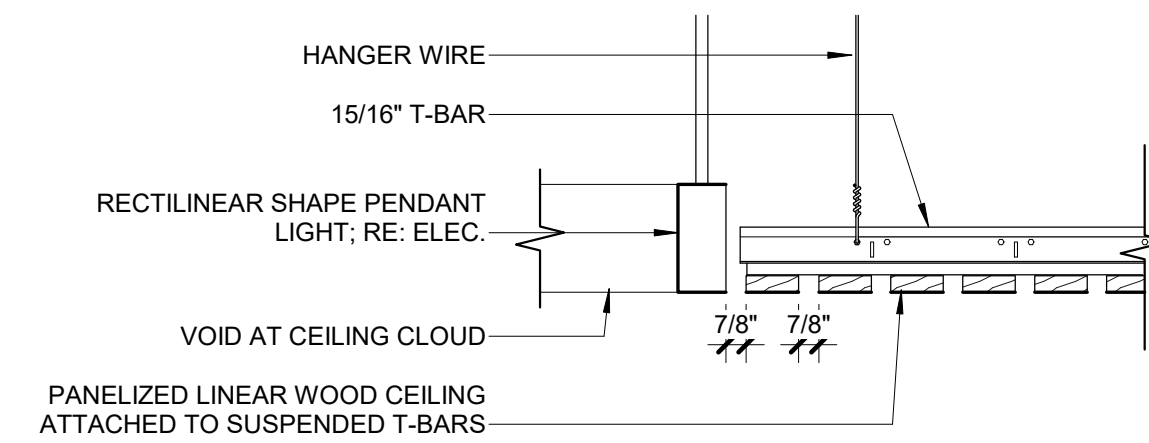 HANGER WIRE
15/16" T-BAR
RECTILINEAR SHAPE PENDANT
LIGHT; RE: ELEC.
VOID AT CEILING CLOUD
7/8" 7/8"
PANELIZED LINEAR WOOD CEILING
ATTACHED TO SUSPENDED T-BARS